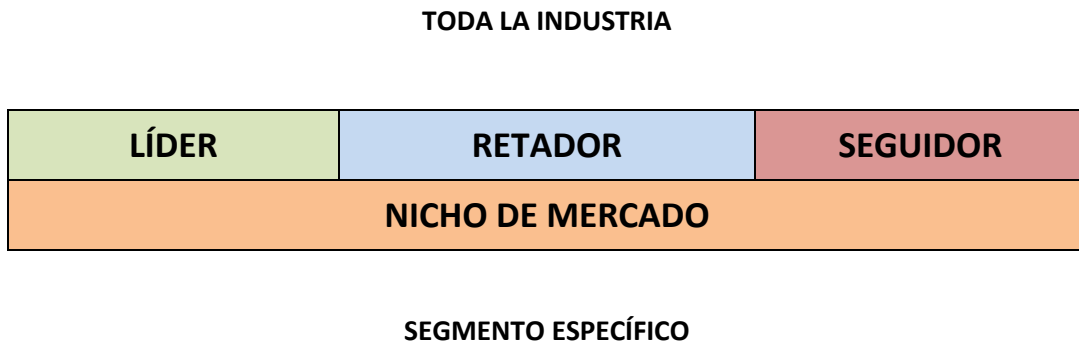 TODA LA INDUSTRIA
LÍDER RETADOR SEGUIDOR
NICHO DE MERCADO
SEGMENTO ESPECÍFICO